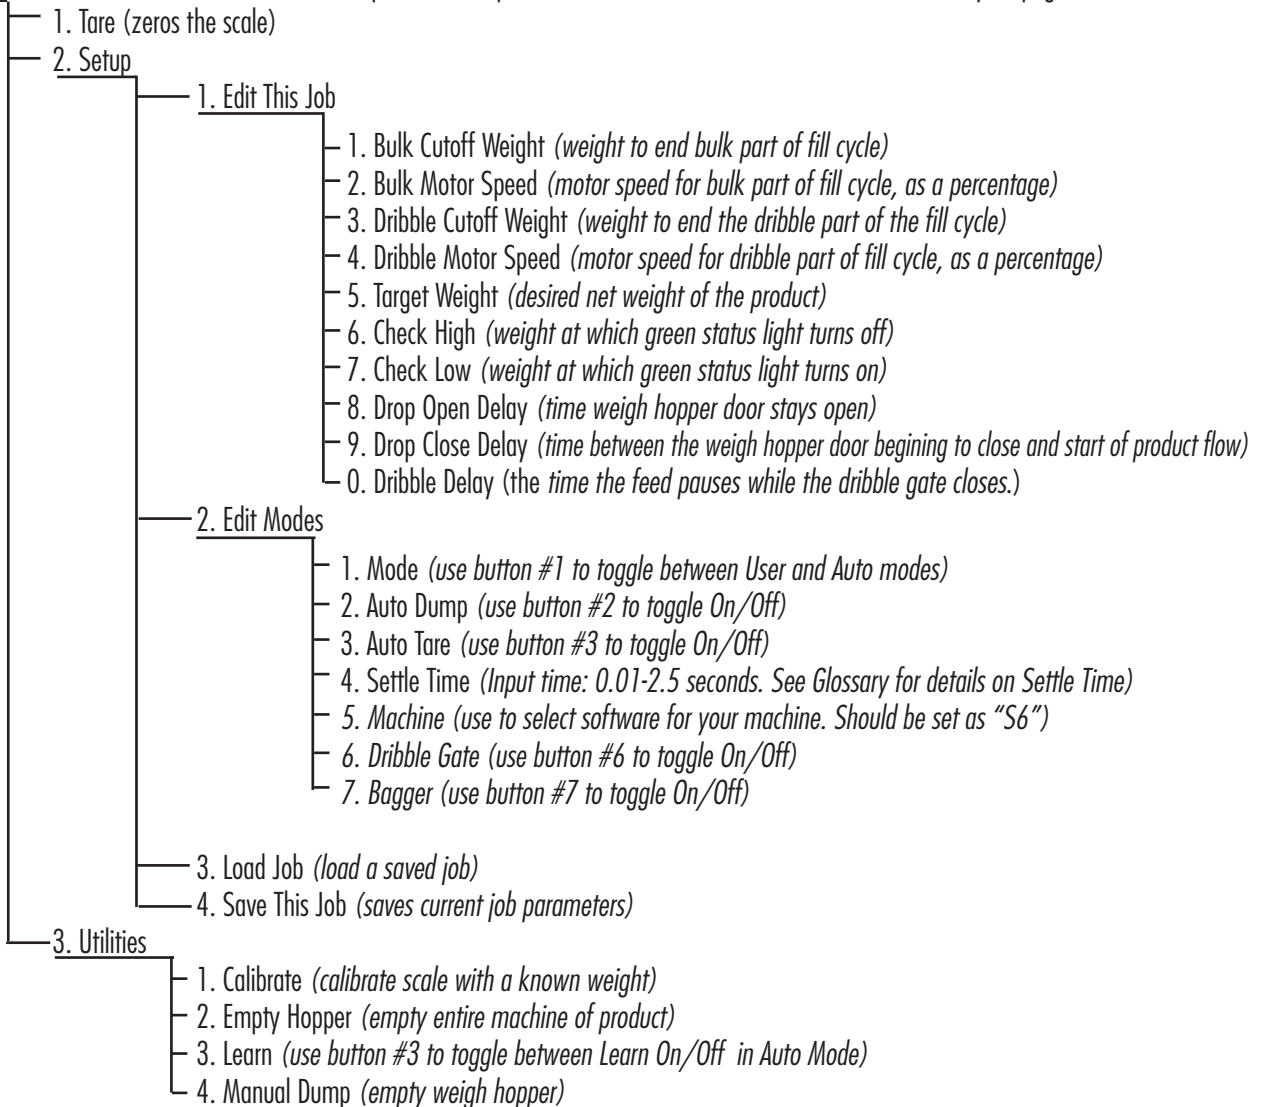 1. Tare (zeros the scale)
2. Setup
1. Edit This Job
1. Bulk Cutoff Weight (weight to end bulk part of fill cycle)
2. Bulk Motor Speed (motor speed for bulk part of fill cycle, as a percentage)
3. Dribble Cutoff Weight (weight to end the dribble part of the fill cycle)
4. Dribble Motor Speed (motor speed for dribble part of fill cycle, as a percentage)
5. Target Weight (desired net weight of the product)
6. Check High (weight at which green status light turns off)
7. Check Low (weight at which green status light turns on)
8. Drop Open Delay (time weigh hopper door stays open)
9. Drop Close Delay (time between the weigh hopper door begining to close and start of product flow)
0. Dribble Delay (the time the feed pauses while the dribble gate closes.)
2. Edit Modes
1. Mode (use button #1 to toggle between User and Auto modes)
2. Auto Dump (use button #2 to toggle On/Off)
3. Auto Tare (use button #3 to toggle On/Off)
4. Settle Time (Input time: 0.01-2.5 seconds. See Glossary for details on Settle Time)
5. Machine (use to select software for your machine. Should be set as “S6”)
6. Dribble Gate (use button #6 to toggle On/Off)
7. Bagger (use button #7 to toggle On/Off)
3. Load Job (load a saved job)
4. Save This Job (saves current job parameters)
3. Utilities
1. Calibrate (calibrate scale with a known weight)
2. Empty Hopper (empty entire machine of product)
3. Learn (use button #3 to toggle between Learn On/Off in Auto Mode)
4. Manual Dump (empty weigh hopper)